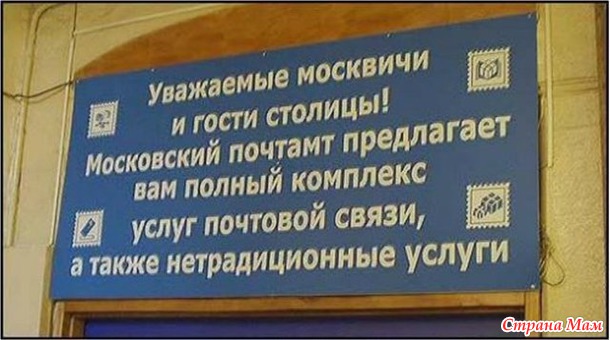 Уважаемые москвичи
и гости столицы!
Московский почтамт предлагает
вам полный комплекс
услуг почтовой связи,
а также нетрадиционные услуги
Страна Мам